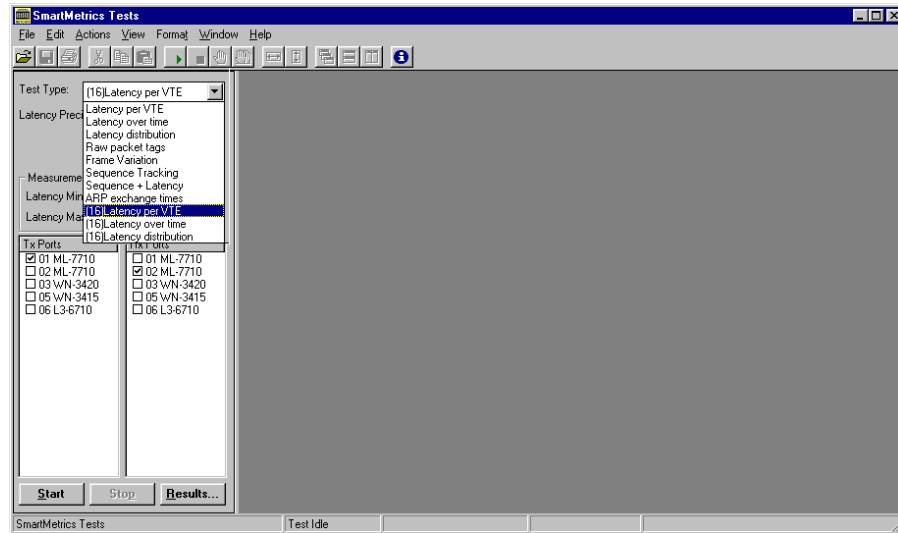 SmartMetrics Tests
File Edit Actions View Format Window Help
Test Type: (16)Latency per VTE
Latency Preci
Latency per VTE
Latency over time
Latency distribution
Raw packet tags
Frame Variation
Sequence Tracking
Sequence + Latency
ARP exchange times
(16)Latency per VTE
(16)Latency over time
(16)Latency distribution
Measureme
Latency Min
Latency Ma
Tx Ports
01 ML-7710
02 ML-7710
03 WN-3420
05 WN-3415
06 L3-6710
Rx Ports
01 ML-7710
02 ML-7710
03 WN-3420
05 WN-3415
06 L3-6710
Start Stop Results...
SmartMetrics Tests Test Idle